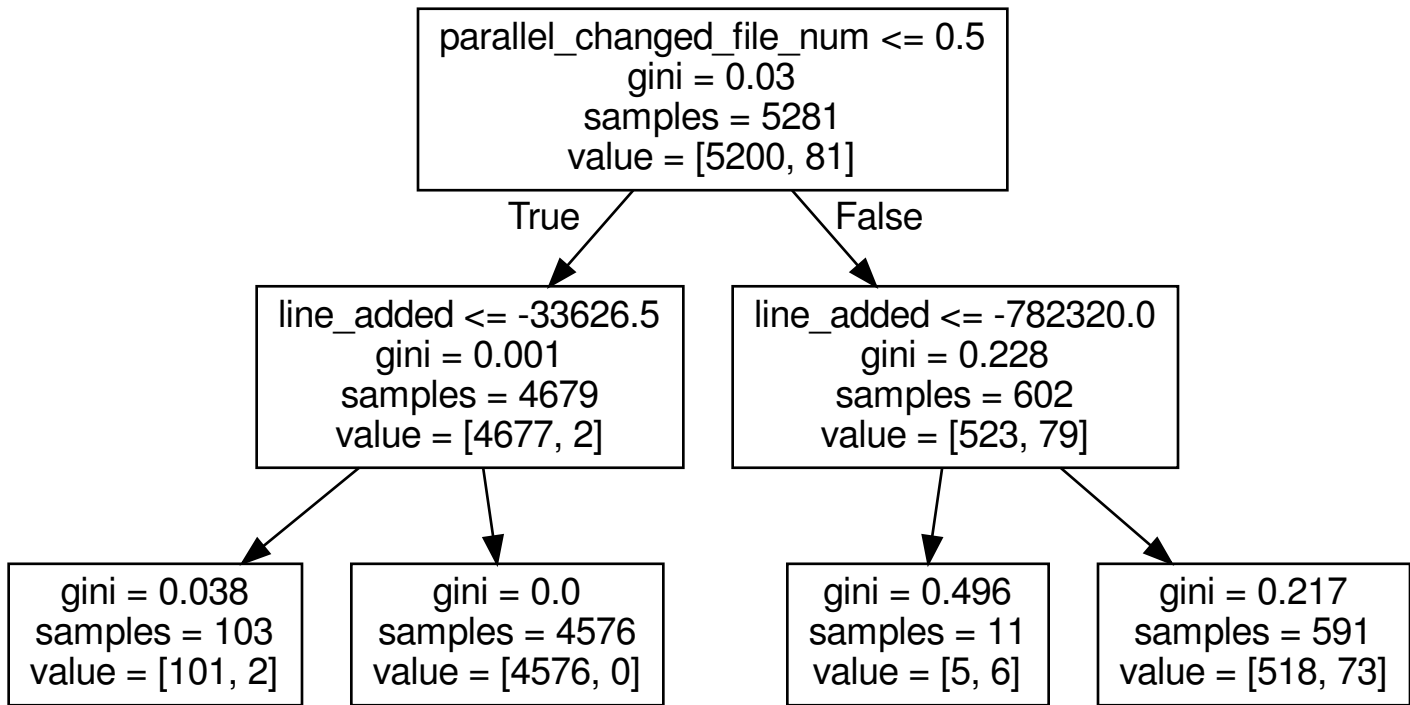 parallel_changed_file_num <= 0.5
gini = 0.03
samples = 5281
value = [5200, 81]
True
False
line_added <= -33626.5
gini = 0.001
samples = 4679
value = [4677, 2]
line_added <= -782320.0
gini = 0.228
samples = 602
value = [523, 79]
gini = 0.038
samples = 103
value = [101, 2]
gini = 0.0
samples = 4576
value = [4576, 0]
gini = 0.496
samples = 11
value = [5, 6]
gini = 0.217
samples = 591
value = [518, 73]